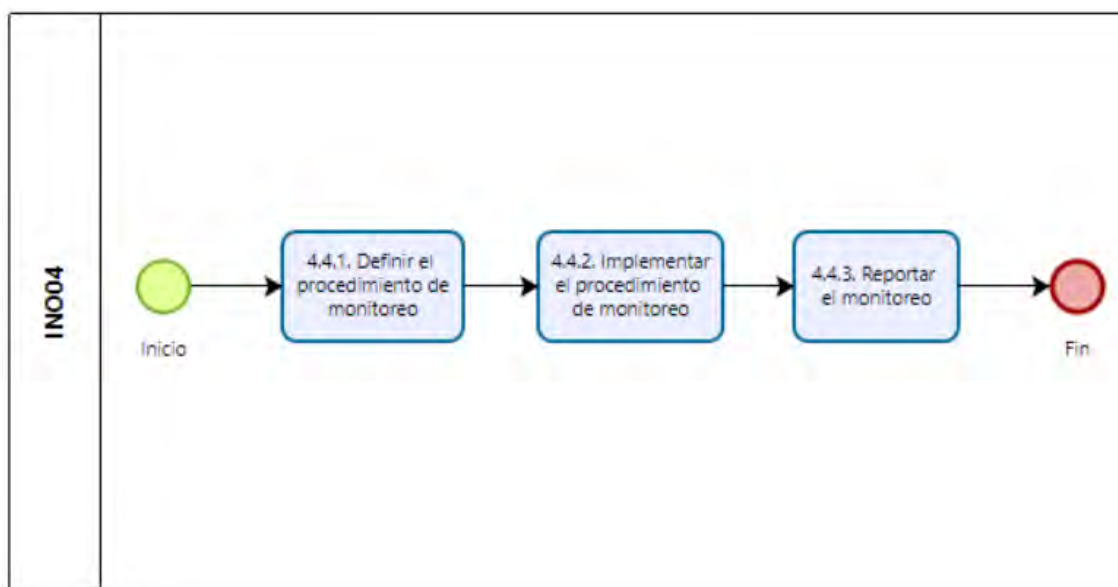 INO04
Inicio
4.4.1. Definir el
procedimiento de
monitoreo
4.4.2. Implementar
el procedimiento
de monitoreo
4.4.3. Reportar
el monitoreo
Fin